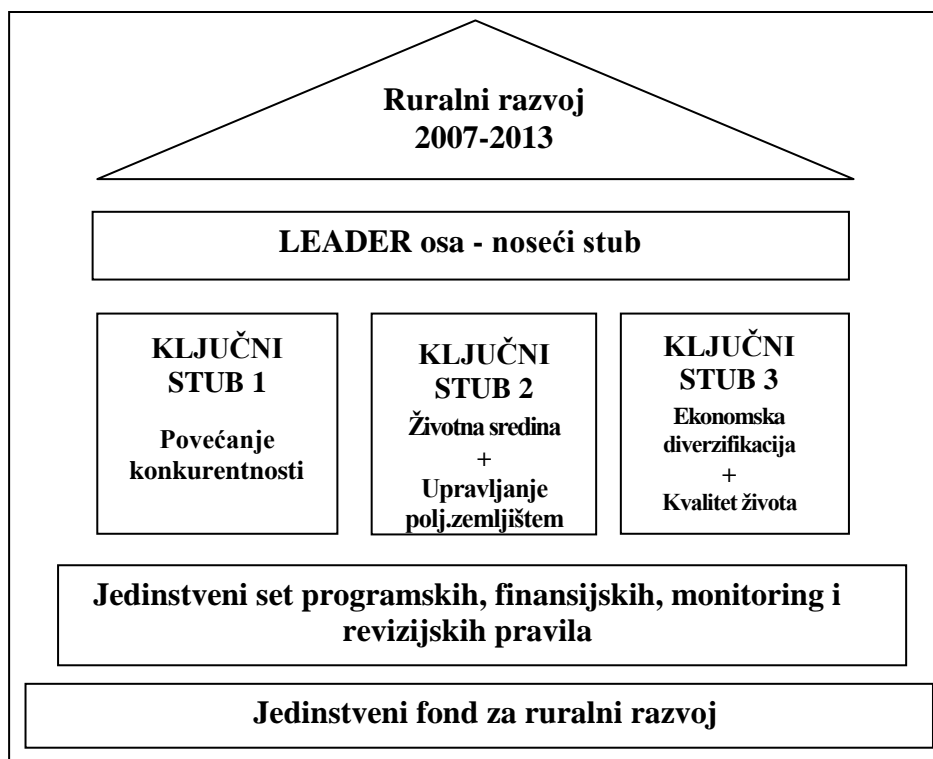 Ruralni razvoj
2007-2013
LEADER osa - noseći stub
KLJUČNI
STUB 1
Povećanje
konkurentnosti
KLJUČNI
STUB 2
Životna sredina
+
Upravljanje
polj.zemljištem
KLJUČNI
STUB 3
Ekonomska
diverzifikacija
+
Kvalitet života
Jedinstveni set programskih, finansijskih, monitoring i
revizijskih pravila
Jedinstveni fond za ruralni razvoj